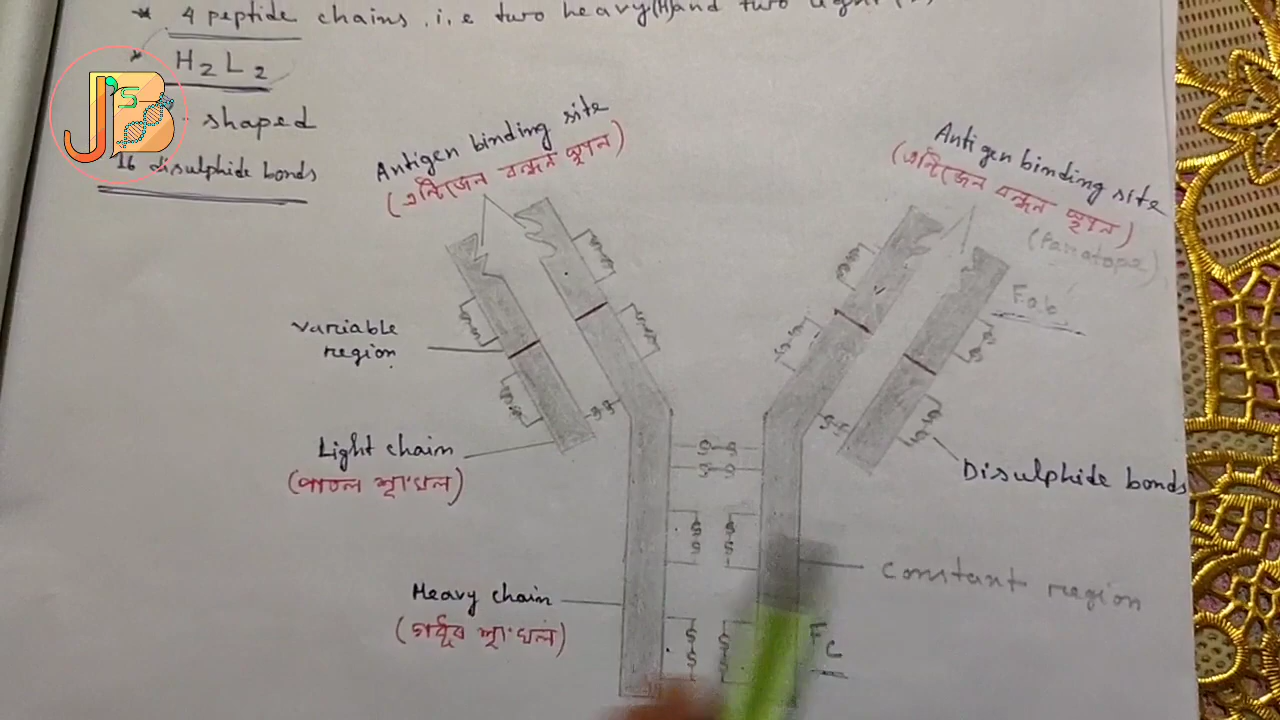 * 4 peptide chains i,e two heavy(H)and two
* H2L2
- shaped
16 disulphide bonds
JB's
Antigen binding site
(এন্টিজেন বন্ধন স্থান)
Antigen binding site
(এন্টিজেন বন্ধন স্থান)
(Paratope)
F.a.b.
variable
region
Light chain
(পাতল শৃংখল)
Disulphide bonds
constant region
Heavy chain
(গধুৰ শৃংখল)
FC